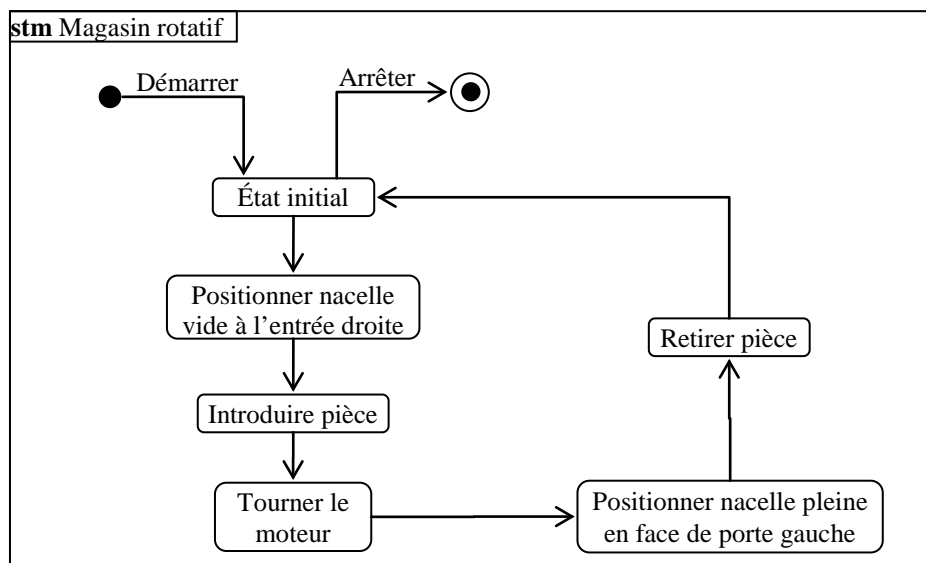 stm Magasin rotatif
Démarrer
Arrêter
État initial
Positionner nacelle
vide à l’entrée droite
Introduire pièce
Tourner le
moteur
Positionner nacelle pleine
en face de porte gauche
Retirer pièce